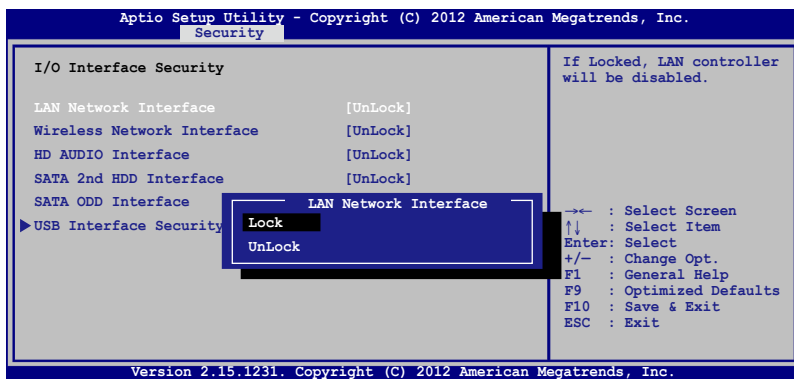 Aptio Setup Utility - Copyright (C) 2012 American Megatrends, Inc.
Security
I/O Interface Security
LAN Network Interface [UnLock]
Wireless Network Interface [UnLock]
HD AUDIO Interface [UnLock]
SATA 2nd HDD Interface [UnLock]
SATA ODD Interface
USB Interface Security
LAN Network Interface
Lock
UnLock
If Locked, LAN controller
will be disabled.
→← : Select Screen
↑↓ : Select Item
Enter: Select
+/— : Change Opt.
F1 : General Help
F9 : Optimized Defaults
F10 : Save & Exit
ESC : Exit
Version 2.15.1231. Copyright (C) 2012 American Megatrends, Inc.